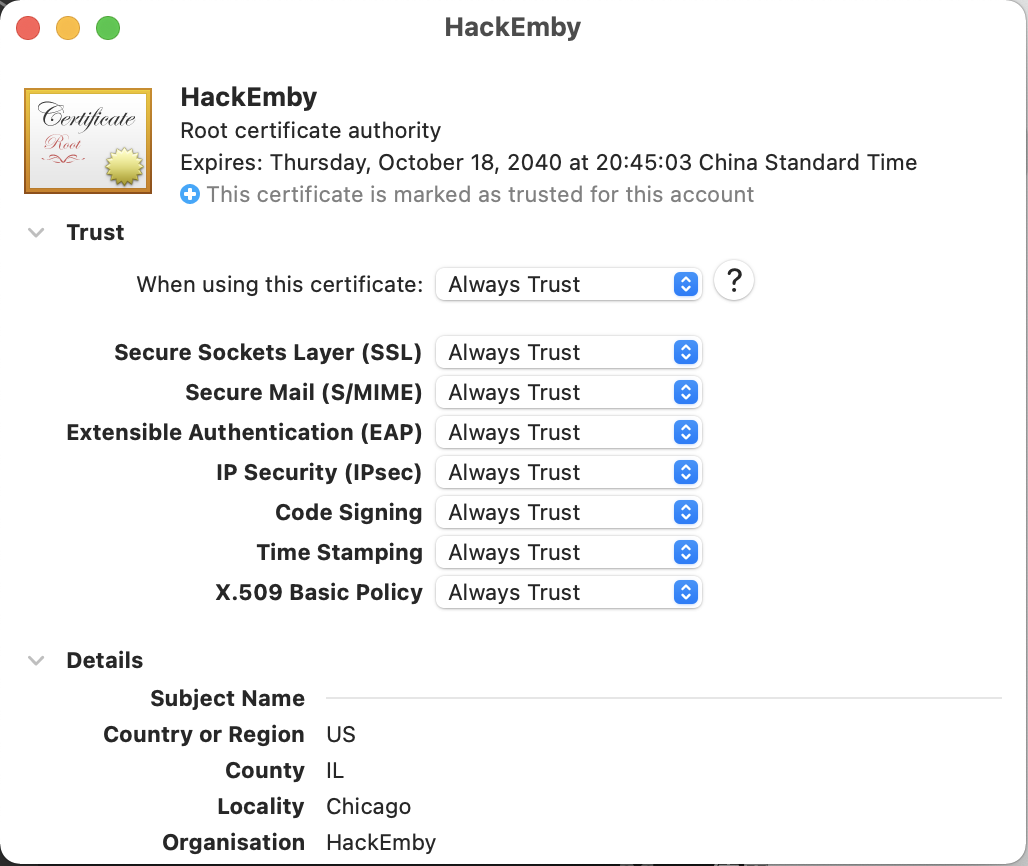 HackEmby
Certificate
Root
HackEmby
Root certificate authority
Expires: Thursday, October 18, 2040 at 20:45:03 China Standard Time
This certificate is marked as trusted for this account
Trust
When using this certificate: Always Trust ?
Secure Sockets Layer (SSL) Always Trust
Secure Mail (S/MIME) Always Trust
Extensible Authentication (EAP) Always Trust
IP Security (IPsec) Always Trust
Code Signing Always Trust
Time Stamping Always Trust
X.509 Basic Policy Always Trust
Details
Subject Name
Country or Region US
County IL
Locality Chicago
Organisation HackEmby